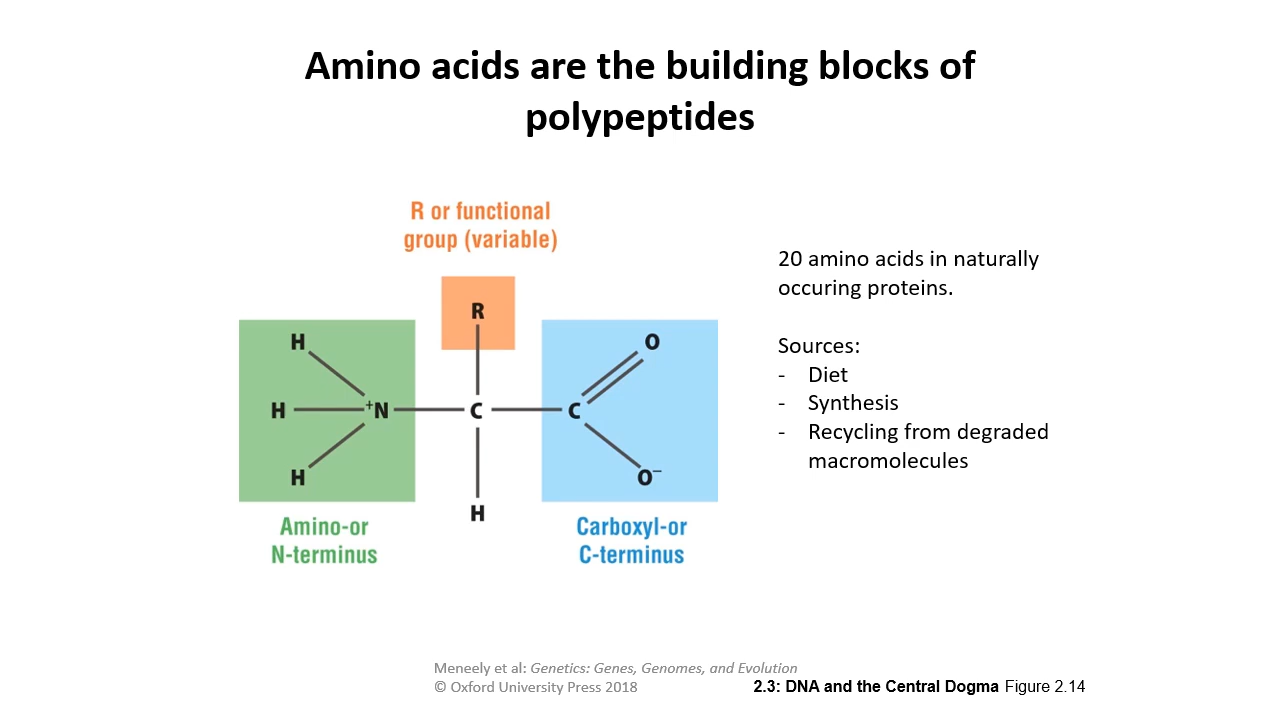 Amino acids are the building blocks of
polypeptides
R or functional
group (variable)
R
H
H
H
+N
C
H
C
O
O−
Amino-or
N-terminus
Carboxyl-or
C-terminus
20 amino acids in naturally
occuring proteins.
Sources:
- Diet
- Synthesis
- Recycling from degraded
macromolecules
Meneely et al: Genetics: Genes, Genomes, and Evolution
© Oxford University Press 2018
2.3: DNA and the Central Dogma Figure 2.14